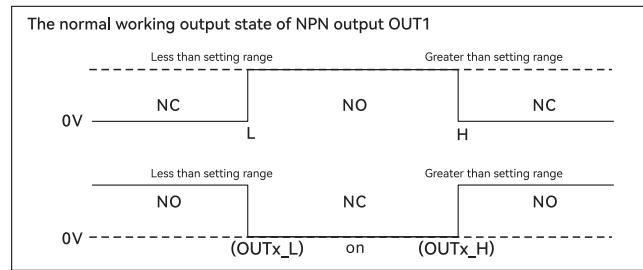 The normal working output state of NPN output OUT1
Less than setting range Greater than setting range
NC NO NC
0V
L H
Less than setting range Greater than setting range
NO NC NO
0V
(OUTx_L) on (OUTx_H)